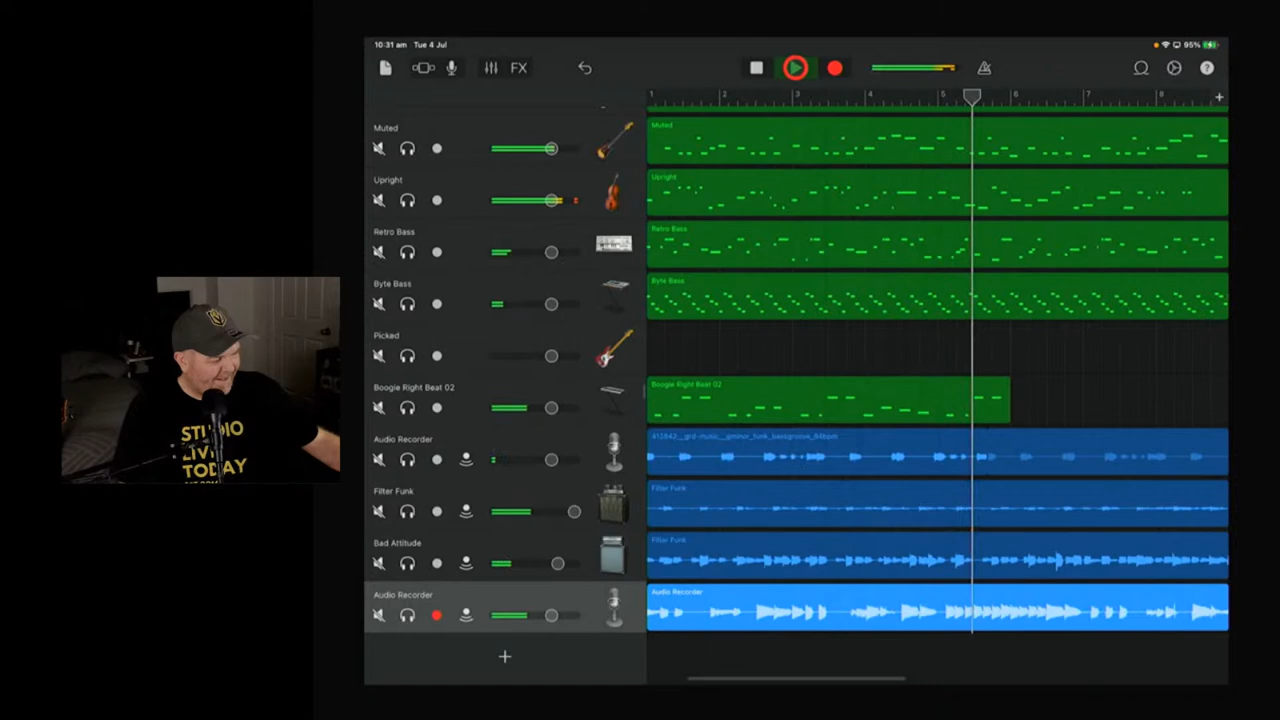 10:31 am Tue 4 Jul
95%
FX
?
1 2 3 4 5 6 7 8 +
Muted
Muted
Upright
Upright
Retro Bass
Retro Bass
Byte Bass
Byte Bass
Picked
Boogie Right Beat 02
Boogie Right Beat 02
Audio Recorder
Filter Funk
Filter Funk
Bad Attitude
Filter Funk
Audio Recorder
Audio Recorder
+
STUDIO
LIVE
TODAY